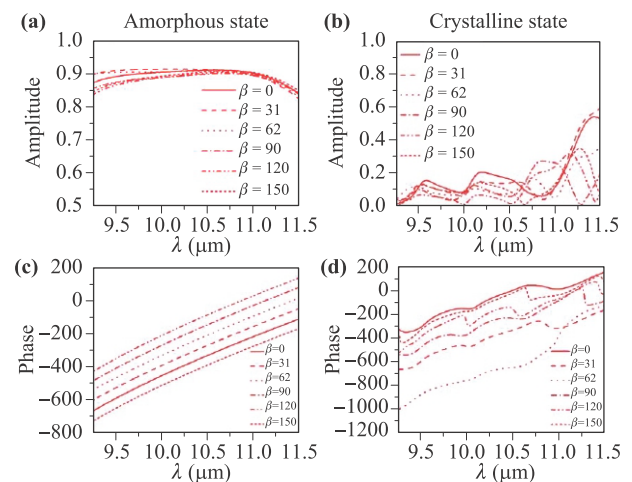 Amorphous state
Crystalline state
(a)
1.0
0.9
0.8
0.7
0.6
0.5
Amplitude
β = 0
β = 31
β = 62
β = 90
β = 120
β = 150
9.5 10.0 10.5 11.0 11.5
λ (μm)
(b)
1.0
0.8
0.6
0.4
0.2
0.0
Amplitude
β = 0
β = 31
β = 62
β = 90
β = 120
β = 150
9.5 10.0 10.5 11.0 11.5
λ (μm)
(c)
200
0
−200
−400
−600
−800
Phase
β=0
β=31
β=62
β=90
β=120
β=150
9.5 10.0 10.5 11.0 11.5
λ (μm)
(d)
200
0
−200
−400
−600
−800
−1000
−1200
Phase
β=0
β=31
β=62
β=90
β=120
β=150
9.5 10.0 10.5 11.0 11.5
λ (μm)